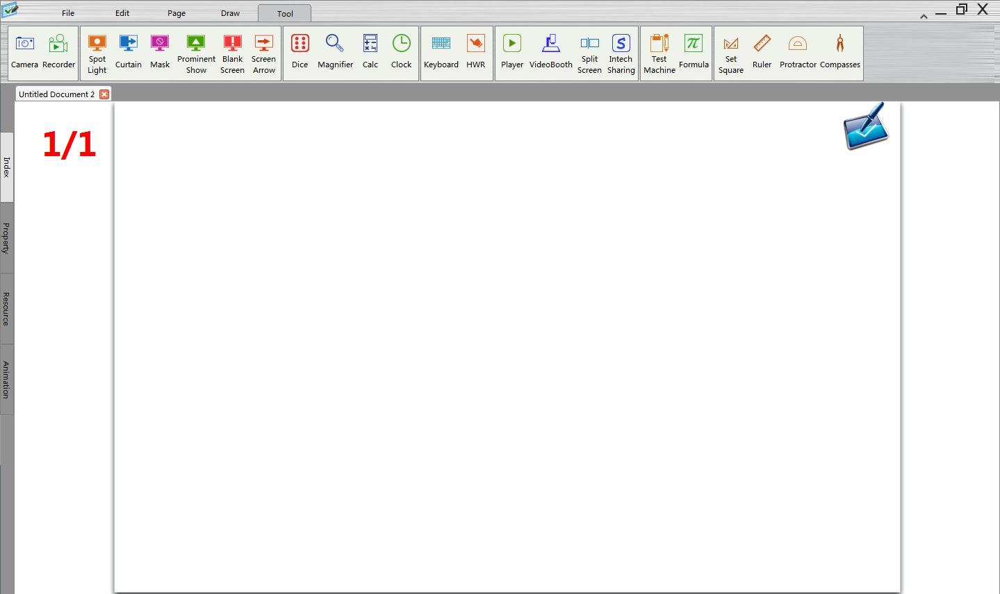 File Edit Page Draw Tool
Camera Recorder Spot Light Curtain Mask Prominent Show Blank Screen Screen Arrow Dice Magnifier Calc Clock Keyboard HWR Player VideoBooth Split Screen Intech Sharing Test Machine Formula Set Square Ruler Protractor Compasses
Untitled Document 2
1/1
Index
Property
Resource
Animation